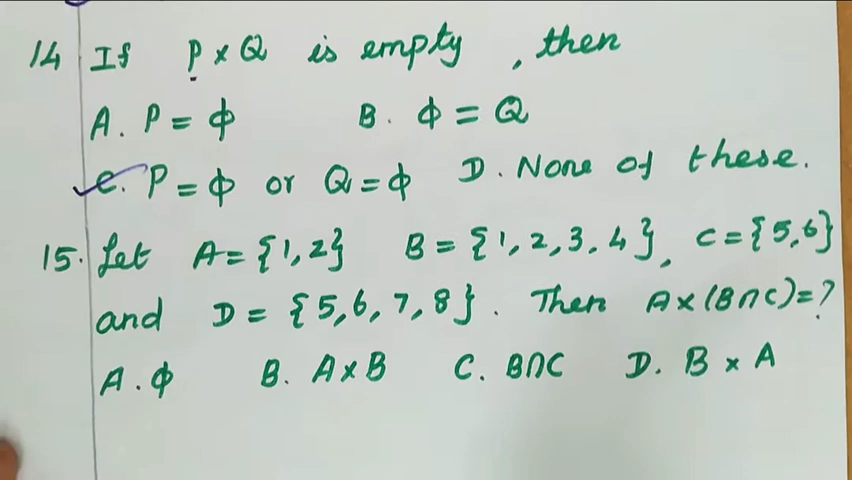 14 If P × Q is empty, then
A. P = ϕ B. ϕ = Q
C. P = ϕ or Q = ϕ D. None of these.
15. Let A = {1, 2} B = {1, 2, 3, 4}, C = {5, 6}
and D = {5, 6, 7, 8}. Then A × (B ∩ C) = ?
A. ϕ B. A × B C. B ∩ C D. B × A